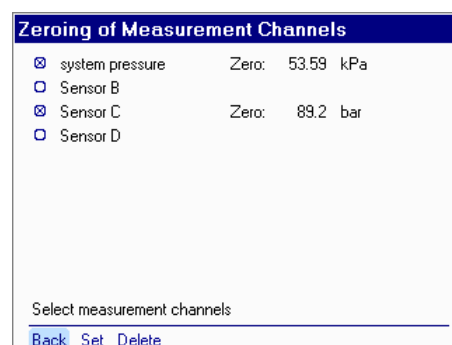 Zeroing of Measurement Channels
system pressure Zero: 53.59 kPa
Sensor B
Sensor C Zero: 89.2 bar
Sensor D
Select measurement channels
Back Set Delete